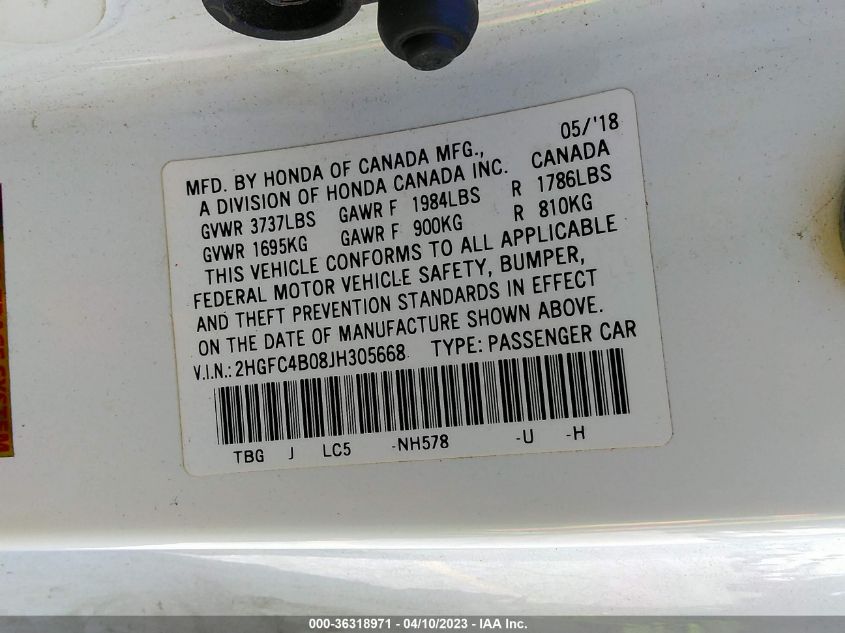 05/'18
MFD. BY HONDA OF CANADA MFG.,
A DIVISION OF HONDA CANADA INC. CANADA
GVWR 3737LBS GAWR F 1984LBS R 1786LBS
GVWR 1695KG GAWR F 900KG R 810KG
THIS VEHICLE CONFORMS TO ALL APPLICABLE
FEDERAL MOTOR VEHICLE SAFETY, BUMPER,
AND THEFT PREVENTION STANDARDS IN EFFECT
ON THE DATE OF MANUFACTURE SHOWN ABOVE.
V.I.N.: 2HGFC4B08JH305668 TYPE: PASSENGER CAR
TBG J LC5 -NH578 -U -H
SYSTEM
000-36318971 - 04/10/2023 - IAA Inc.